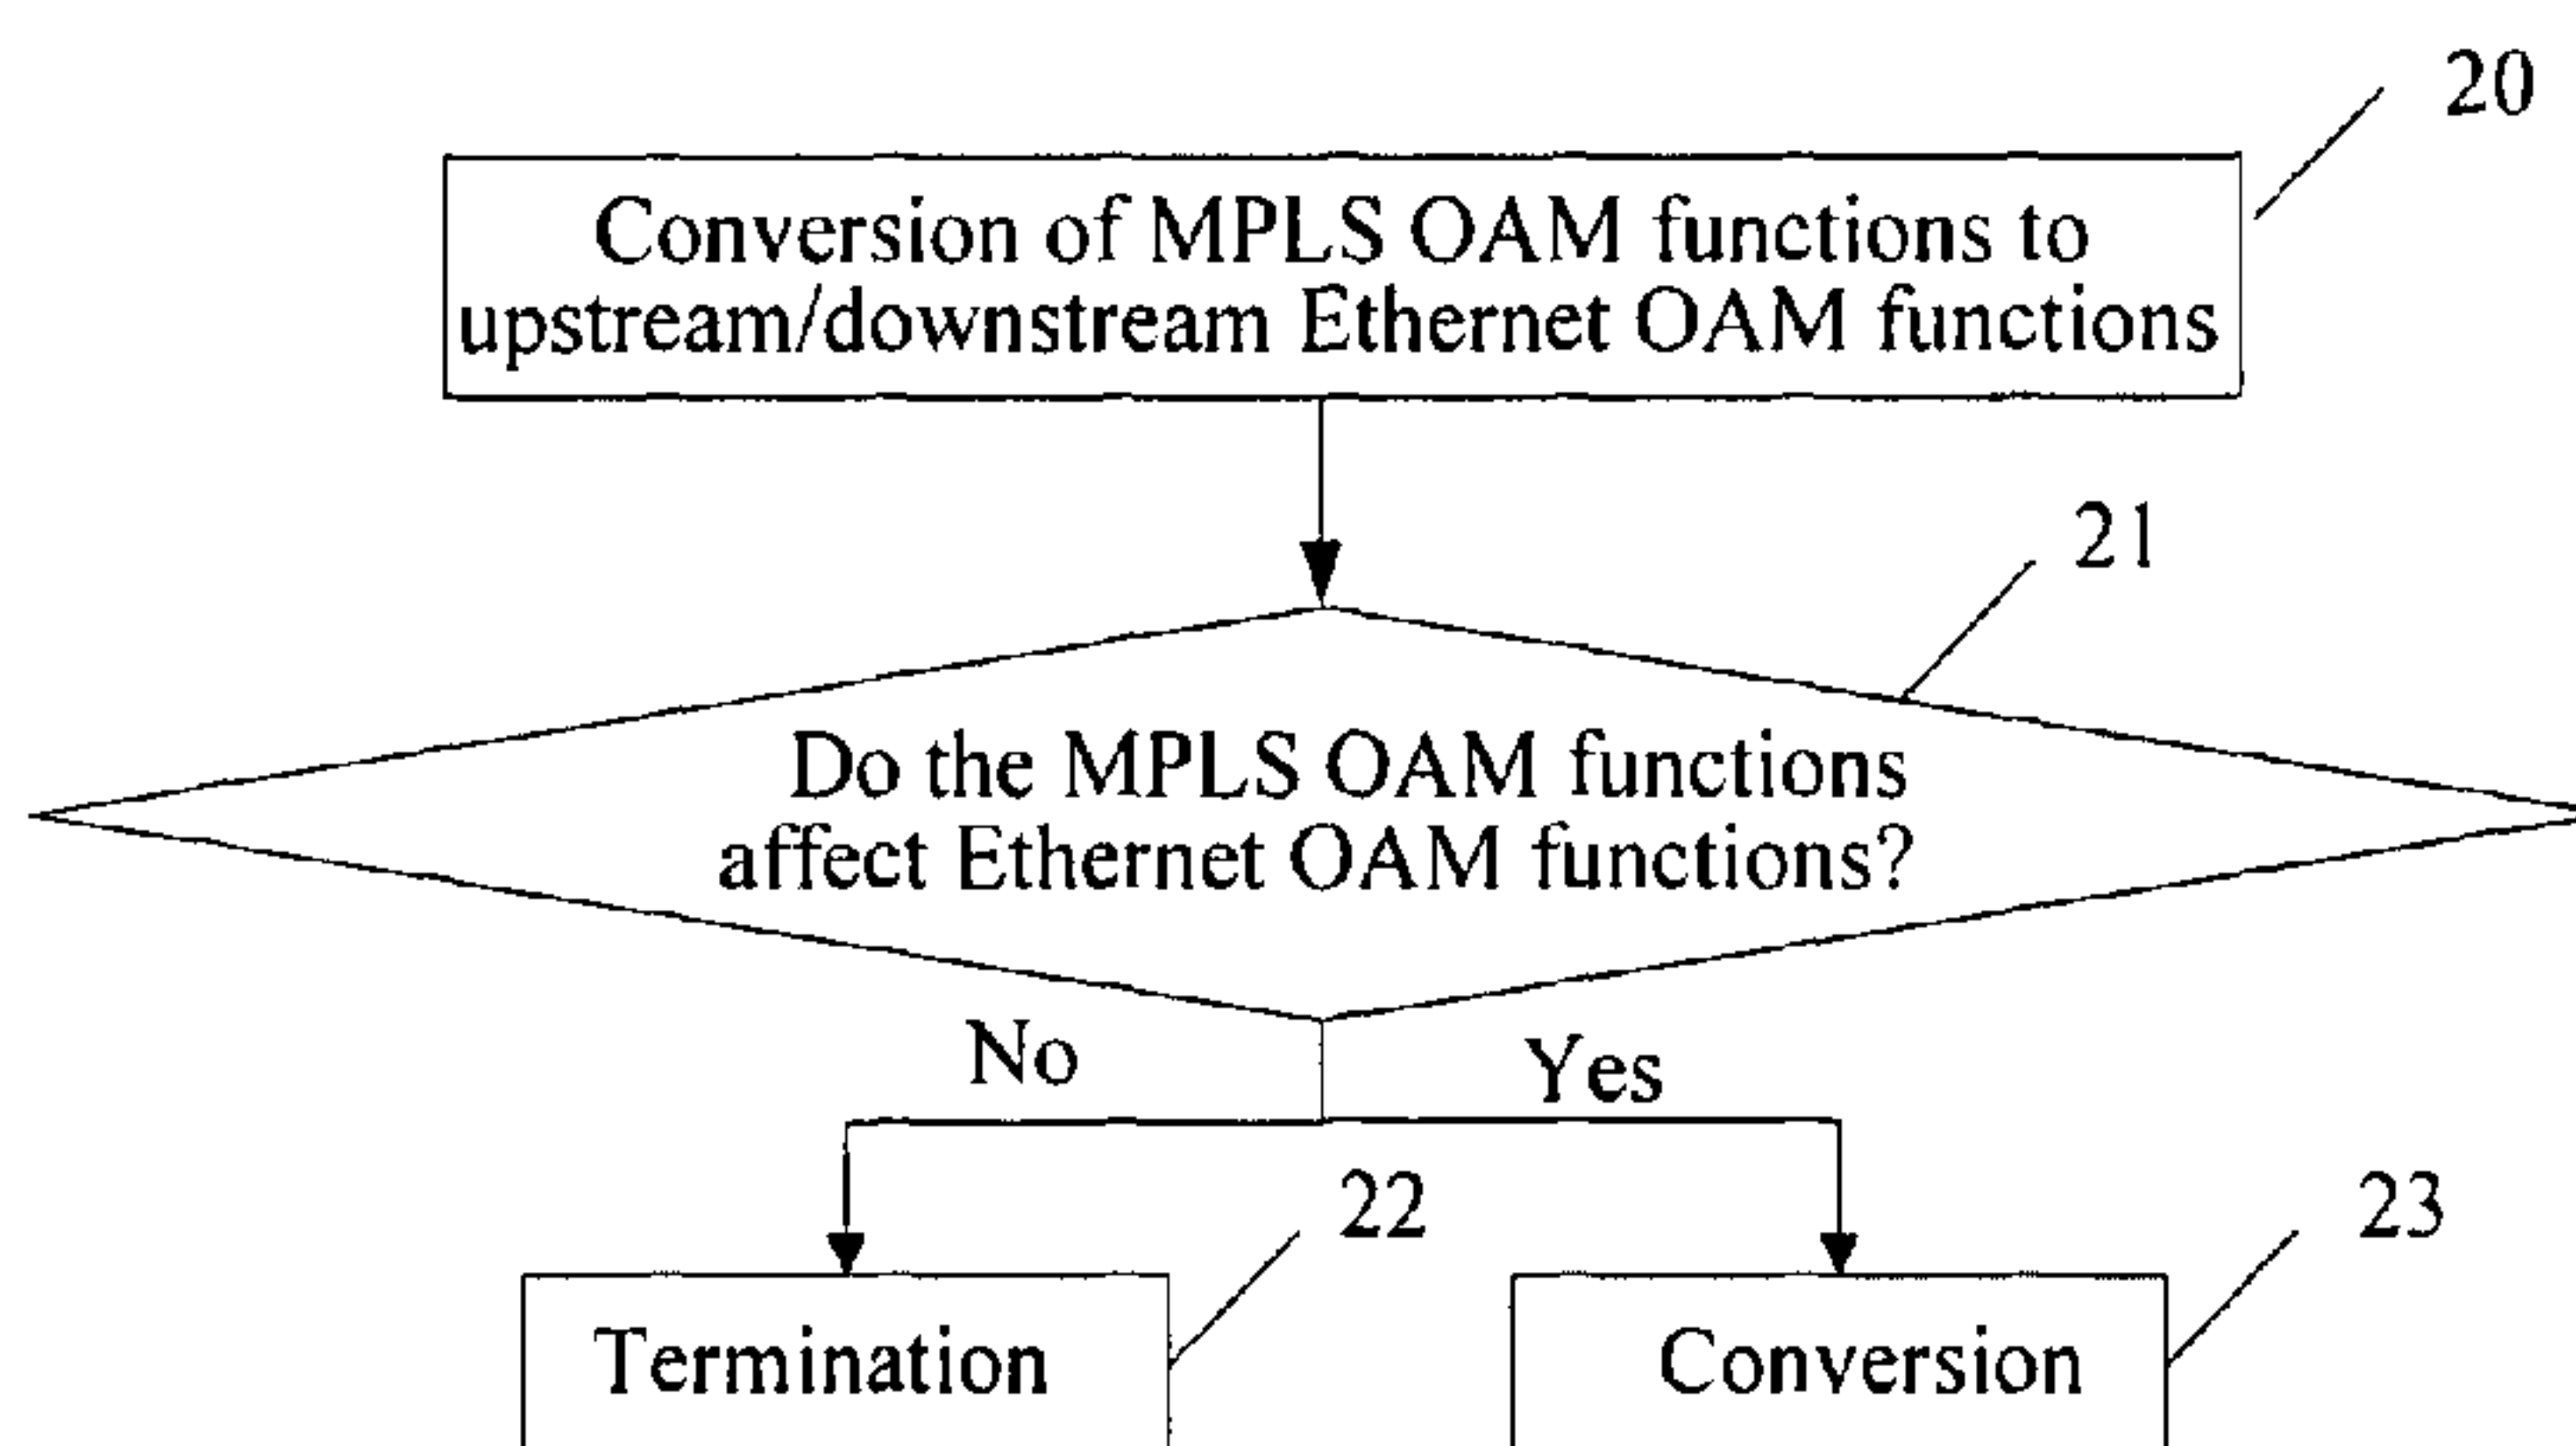 20
Conversion of MPLS OAM functions to
upstream/downstream Ethernet OAM functions
21
Do the MPLS OAM functions
affect Ethernet OAM functions?
No
Yes
22
23
Termination
Conversion